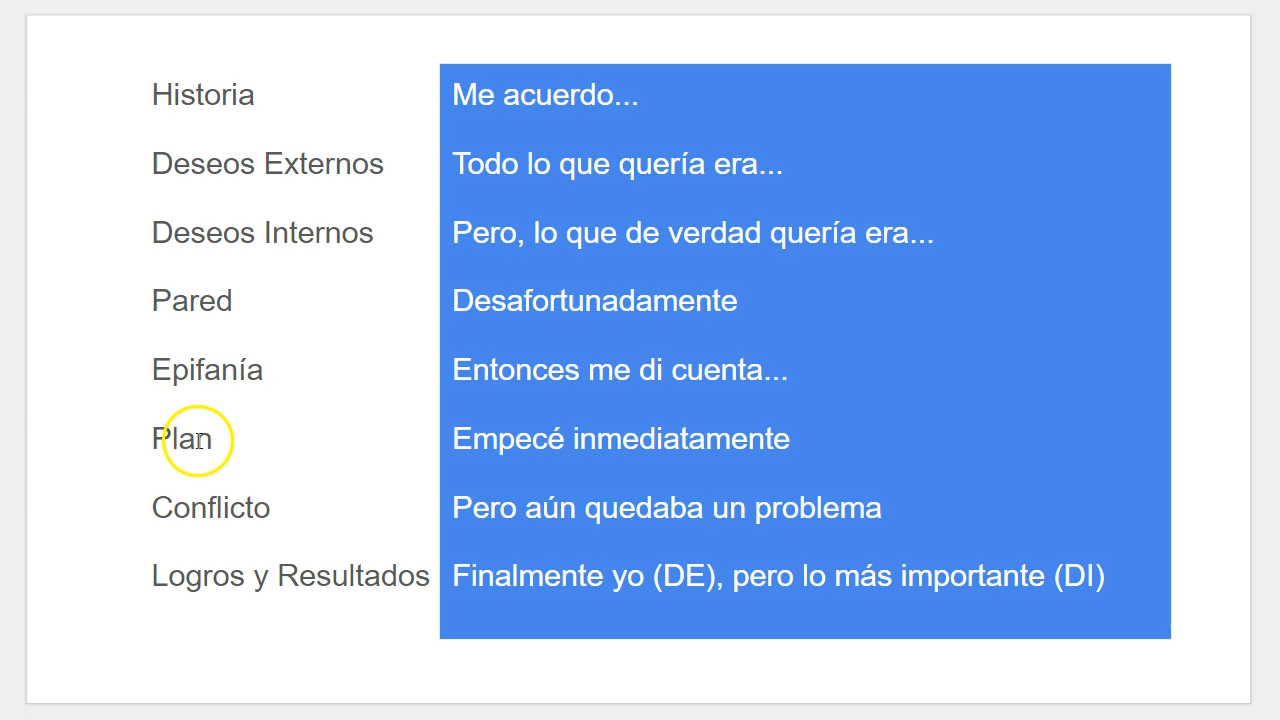 Historia Me acuerdo...
Deseos Externos Todo lo que quería era...
Deseos Internos Pero, lo que de verdad quería era...
Pared Desafortunadamente
Epifanía Entonces me di cuenta...
Plan Empecé inmediatamente
Conflicto Pero aún quedaba un problema
Logros y Resultados Finalmente yo (DE), pero lo más importante (DI)